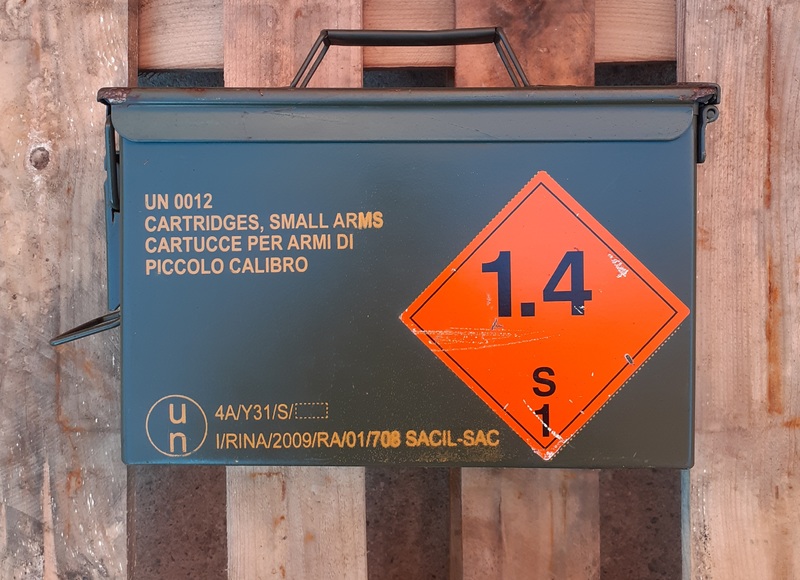 UN 0012
CARTRIDGES, SMALL ARMS
CARTUCCE PER ARMI DI
PICCOLO CALIBRO
1.4
S
1
un
4A/Y31/S/
I/RINA/2009/RA/01/708 SACIL-SAC